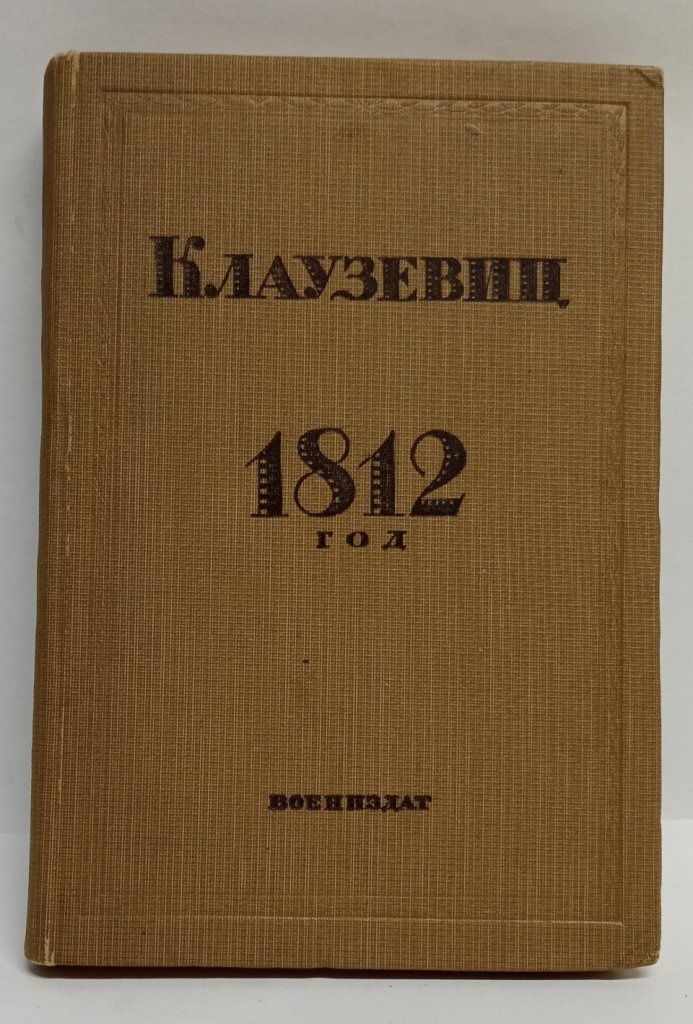 Клаузевиц
1812
год
Воениздат